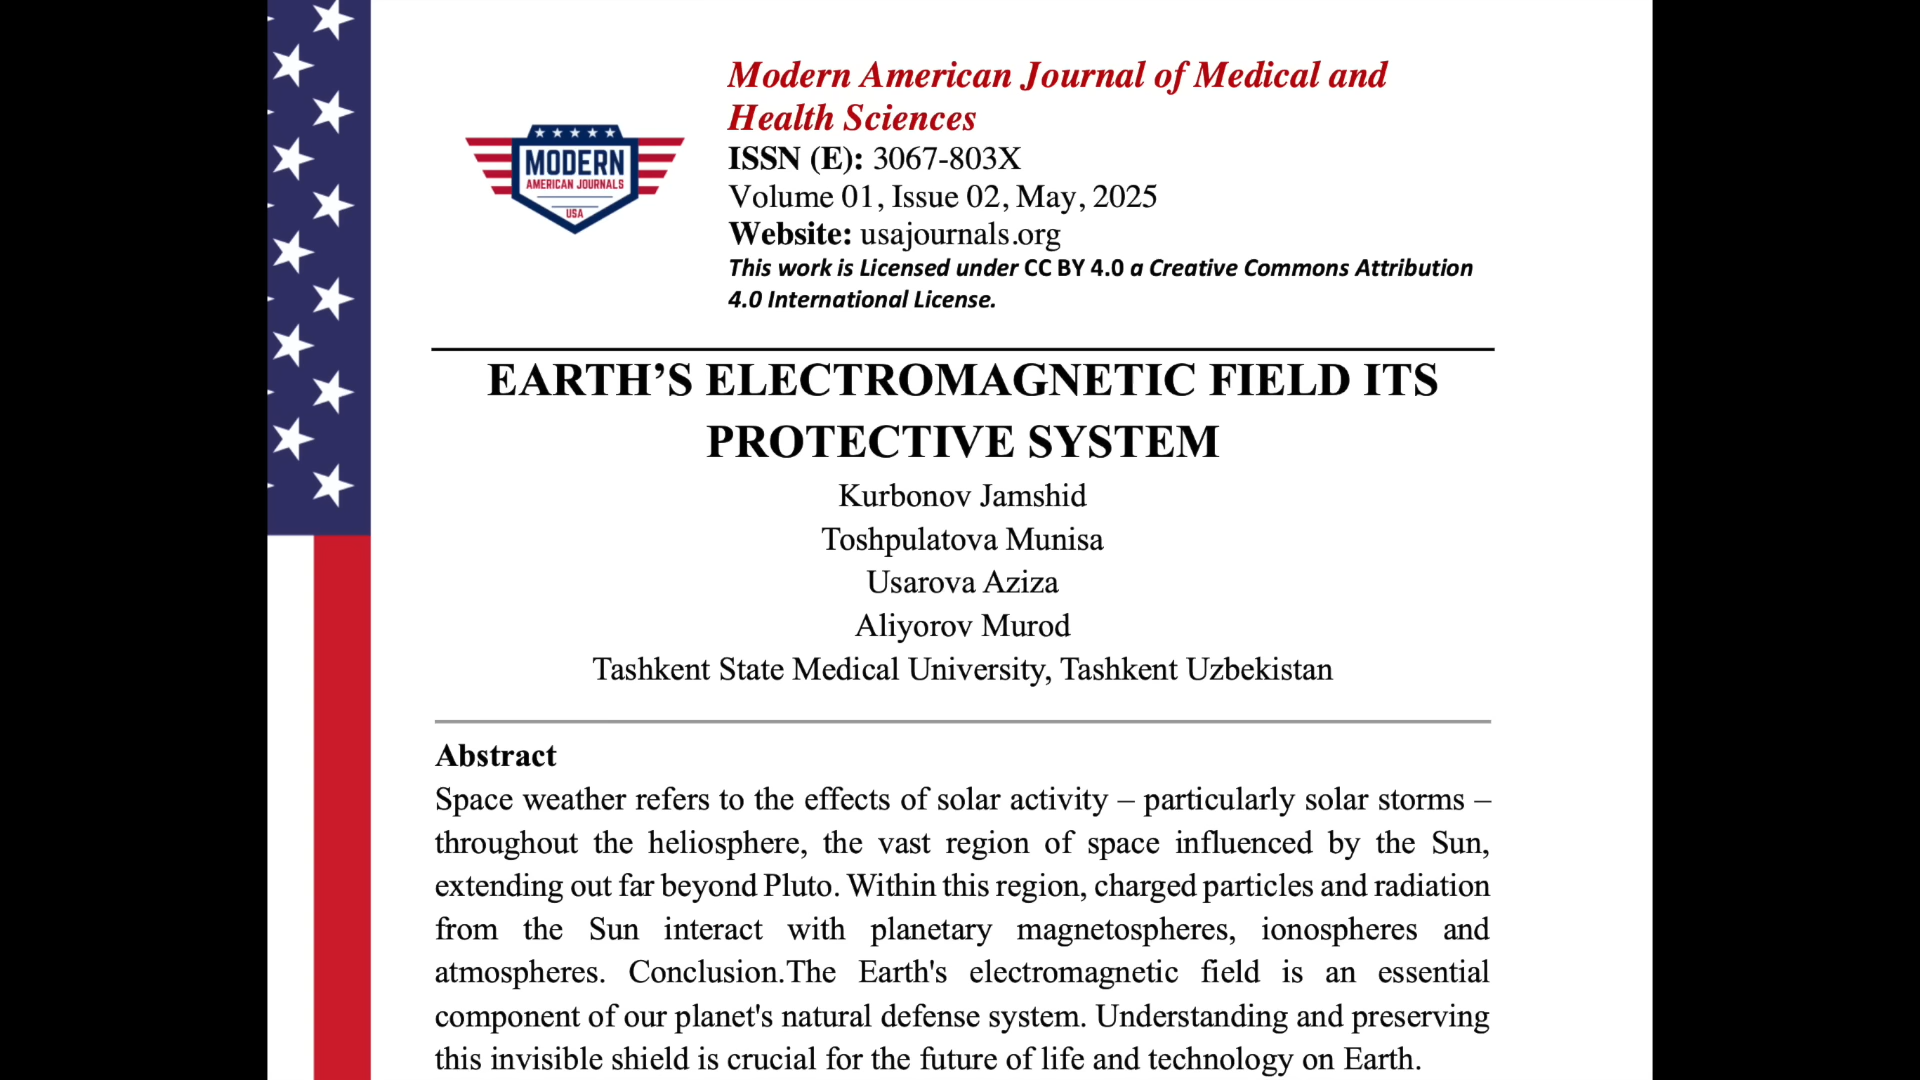 MODERN
AMERICAN JOURNALS
USA
Modern American Journal of Medical and
Health Sciences
ISSN (E): 3067-803X
Volume 01, Issue 02, May, 2025
Website: usajournals.org
This work is Licensed under CC BY 4.0 a Creative Commons Attribution
4.0 International License.
EARTH’S ELECTROMAGNETIC FIELD ITS
PROTECTIVE SYSTEM
Kurbonov Jamshid
Toshpulatova Munisa
Usarova Aziza
Aliyorov Murod
Tashkent State Medical University, Tashkent Uzbekistan
Abstract
Space weather refers to the effects of solar activity – particularly solar storms –
throughout the heliosphere, the vast region of space influenced by the Sun,
extending out far beyond Pluto. Within this region, charged particles and radiation
from the Sun interact with planetary magnetospheres, ionospheres and
atmospheres. Conclusion.The Earth's electromagnetic field is an essential
component of our planet's natural defense system. Understanding and preserving
this invisible shield is crucial for the future of life and technology on Earth.